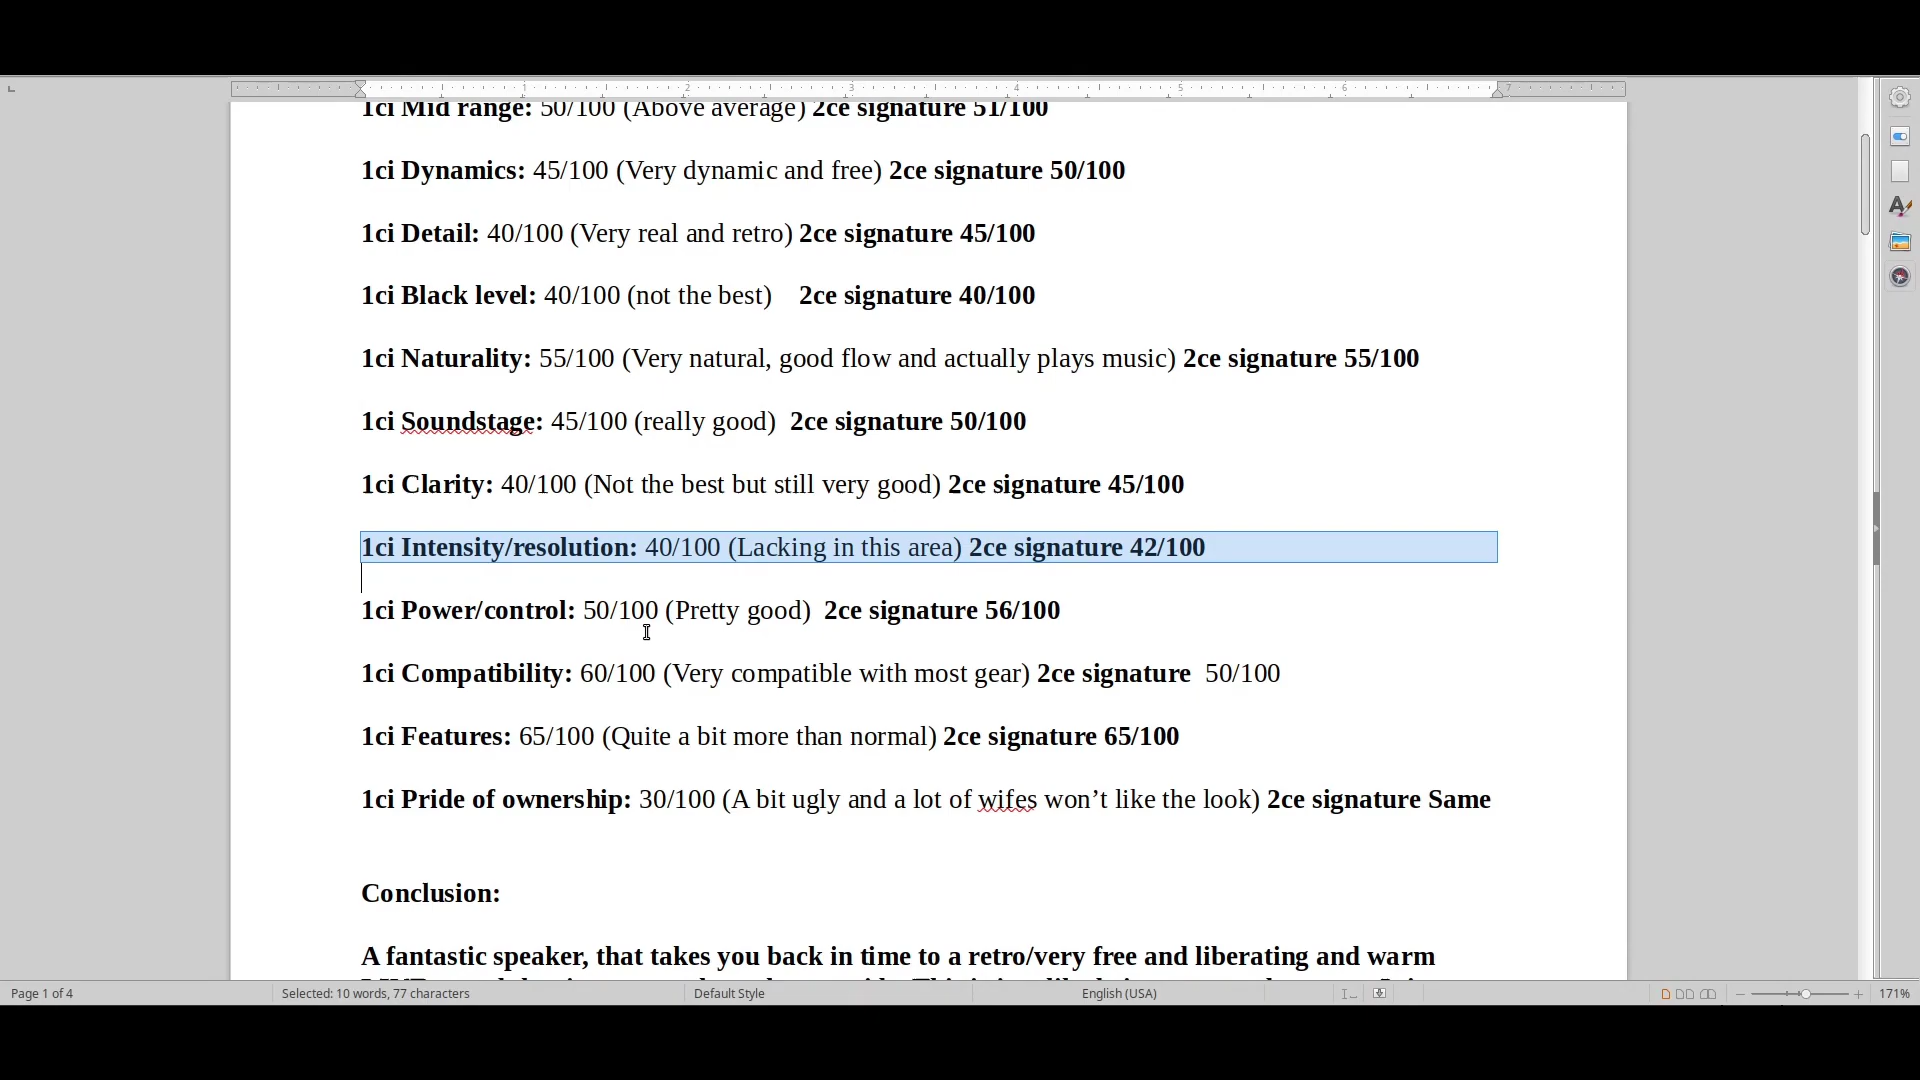 1 2 3 4 5 6 7
1ci Mid range: 50/100 (Above average) 2ce signature 51/100
1ci Dynamics: 45/100 (Very dynamic and free) 2ce signature 50/100
1ci Detail: 40/100 (Very real and retro) 2ce signature 45/100
1ci Black level: 40/100 (not the best) 2ce signature 40/100
1ci Naturality: 55/100 (Very natural, good flow and actually plays music) 2ce signature 55/100
1ci Soundstage: 45/100 (really good) 2ce signature 50/100
1ci Clarity: 40/100 (Not the best but still very good) 2ce signature 45/100
1ci Intensity/resolution: 40/100 (Lacking in this area) 2ce signature 42/100
1ci Power/control: 50/100 (Pretty good) 2ce signature 56/100
1ci Compatibility: 60/100 (Very compatible with most gear) 2ce signature 50/100
1ci Features: 65/100 (Quite a bit more than normal) 2ce signature 65/100
1ci Pride of ownership: 30/100 (A bit ugly and a lot of wifes won’t like the look) 2ce signature Same
Conclusion:
A fantastic speaker, that takes you back in time to a retro/very free and liberating and warm
Page 1 of 4 Selected: 10 words, 77 characters Default Style English (USA) 171%